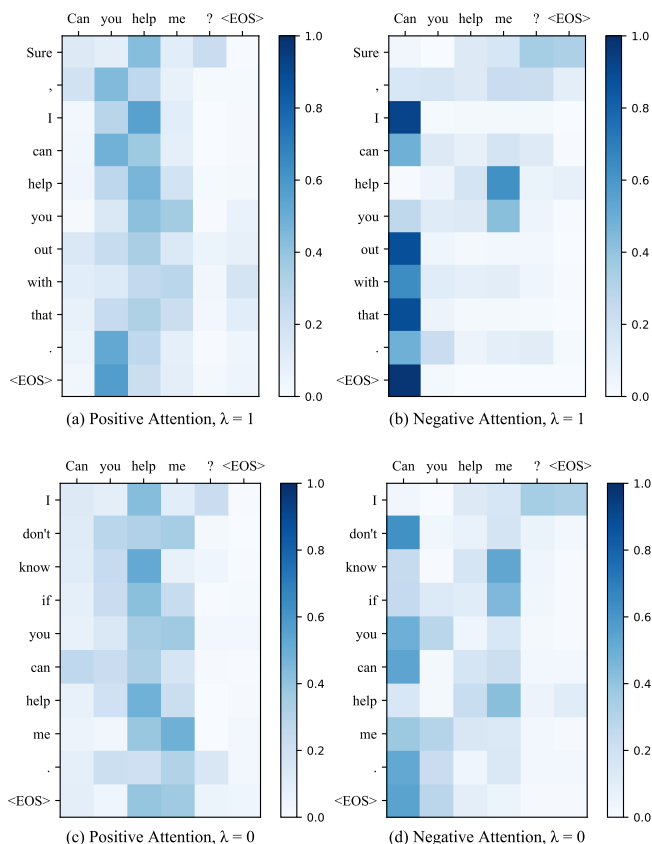 Can you help me ? <EOS>
Sure
,
I
can
help
you
out
with
that
.
<EOS>
1.0
0.8
0.6
0.4
0.2
0.0
(a) Positive Attention, λ = 1
Can you help me ? <EOS>
Sure
,
I
can
help
you
out
with
that
.
<EOS>
1.0
0.8
0.6
0.4
0.2
0.0
(b) Negative Attention, λ = 1
Can you help me ? <EOS>
I
don't
know
if
you
can
help
me
.
<EOS>
1.0
0.8
0.6
0.4
0.2
0.0
(c) Positive Attention, λ = 0
Can you help me ? <EOS>
I
don't
know
if
you
can
help
me
.
<EOS>
1.0
0.8
0.6
0.4
0.2
0.0
(d) Negative Attention, λ = 0